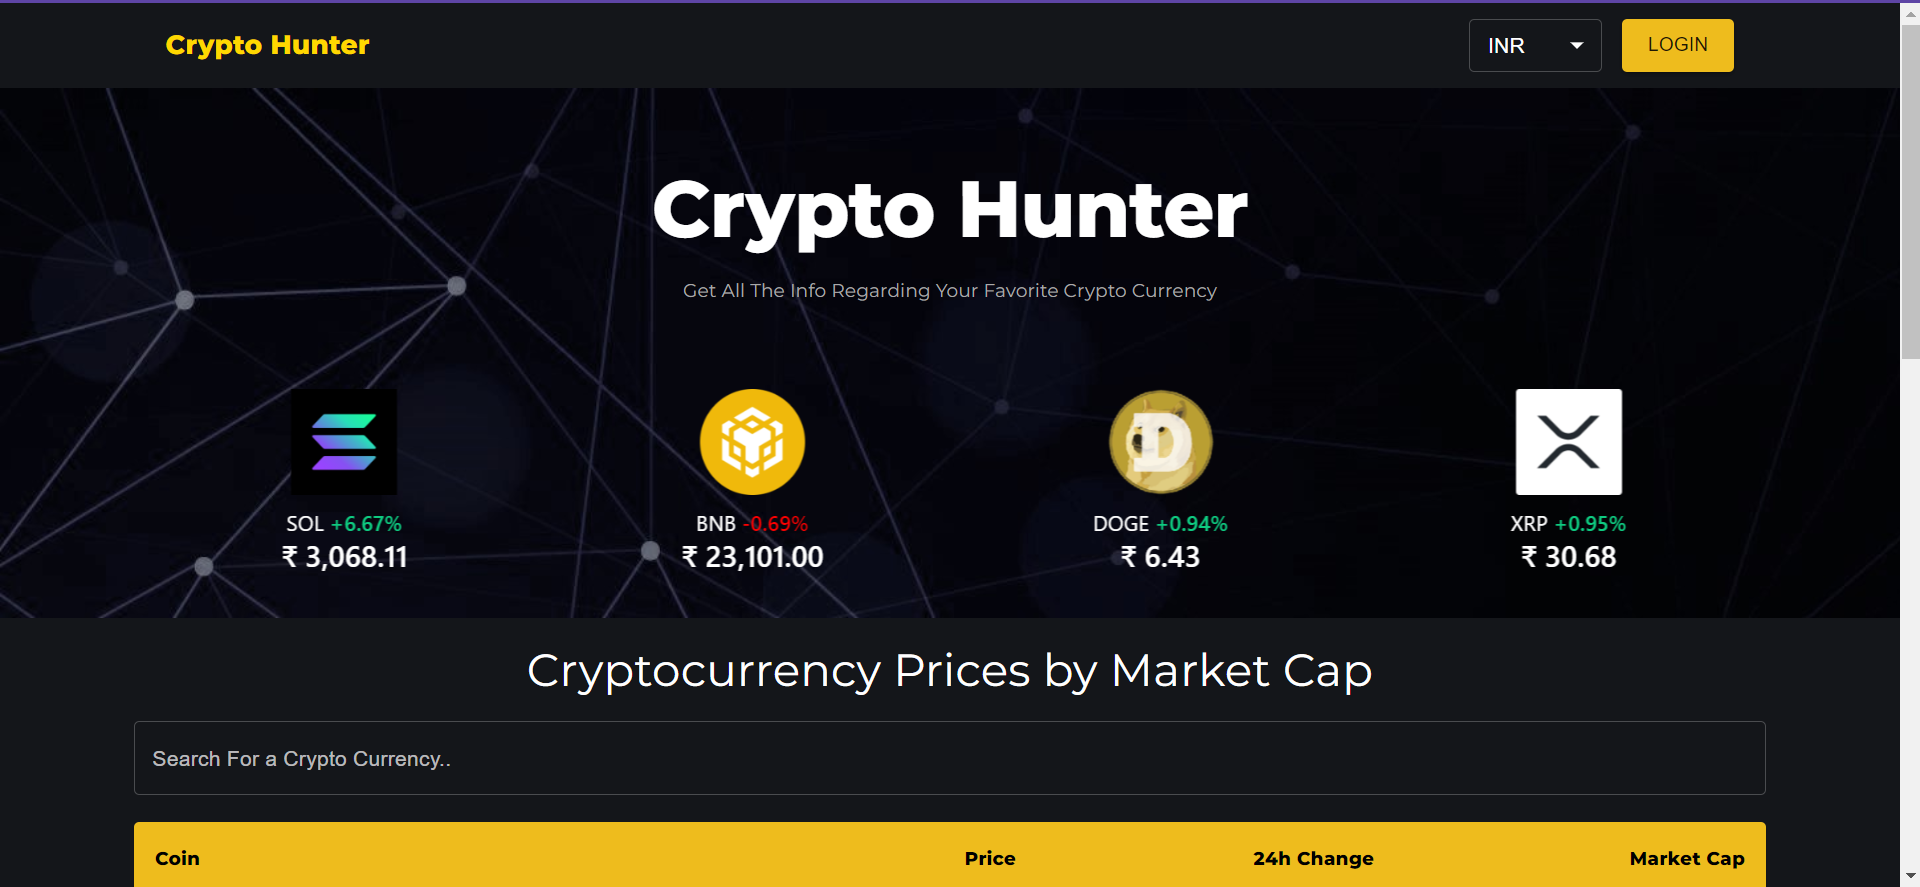 Crypto Hunter
INR
LOGIN
Crypto Hunter
Get All The Info Regarding Your Favorite Crypto Currency
SOL +6.67%
₹ 3,068.11
BNB -0.69%
₹ 23,101.00
DOGE +0.94%
₹ 6.43
XRP +0.95%
₹ 30.68
Cryptocurrency Prices by Market Cap
Search For a Crypto Currency..
Coin Price 24h Change Market Cap